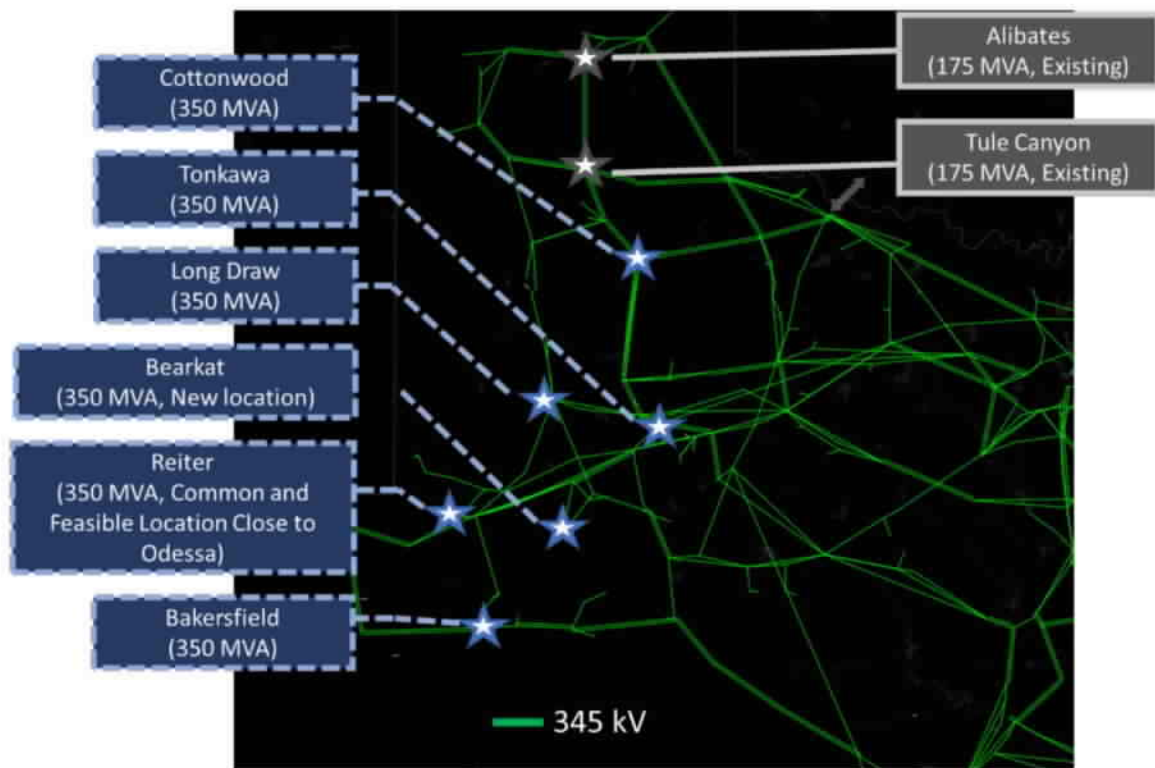 Cottonwood
(350 MVA)
Tonkawa
(350 MVA)
Long Draw
(350 MVA)
Bearkat
(350 MVA, New location)
Reiter
(350 MVA, Common and
Feasible Location Close to
Odessa)
Bakersfield
(350 MVA)
Alibates
(175 MVA, Existing)
Tule Canyon
(175 MVA, Existing)
345 kV